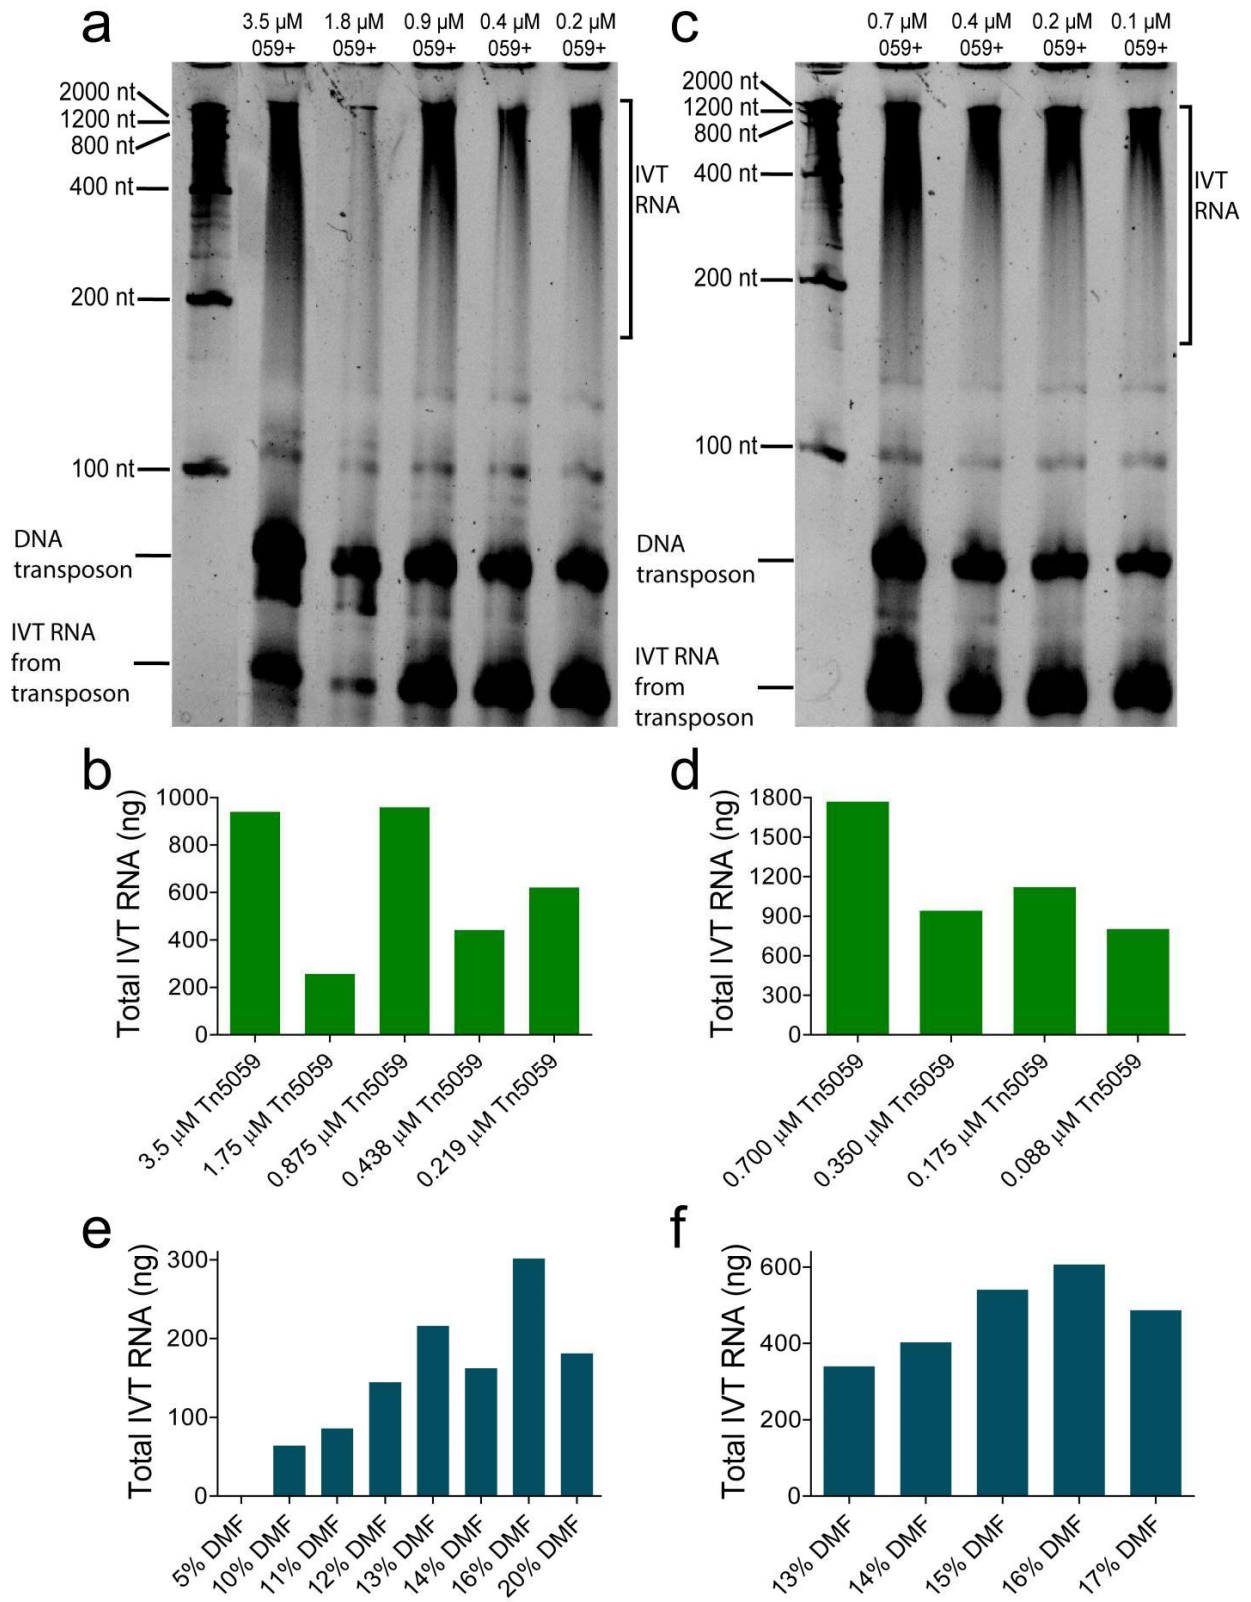 a
3.5 µM 1.8 µM 0.9 µM 0.4 µM 0.2 µM
059+ 059+ 059+ 059+ 059+
2000 nt
1200 nt
800 nt
400 nt
200 nt
100 nt
DNA
transposon
IVT RNA
from
transposon
IVT
RNA
c
0.7 µM 0.4 µM 0.2 µM 0.1 µM
059+ 059+ 059+ 059+
2000 nt
1200 nt
800 nt
400 nt
200 nt
100 nt
DNA
transposon
IVT RNA
from
transposon
IVT
RNA
b
Total IVT RNA (ng)
1000
800
600
400
200
0
3.5 µM Tn5059
1.75 µM Tn5059
0.875 µM Tn5059
0.438 µM Tn5059
0.219 µM Tn5059
d
Total IVT RNA (ng)
1800
1500
1200
900
600
300
0
0.700 µM Tn5059
0.350 µM Tn5059
0.175 µM Tn5059
0.088 µM Tn5059
e
Total IVT RNA (ng)
300
200
100
0
5% DMF
10% DMF
11% DMF
12% DMF
13% DMF
14% DMF
16% DMF
20% DMF
f
Total IVT RNA (ng)
600
400
200
0
13% DMF
14% DMF
15% DMF
16% DMF
17% DMF